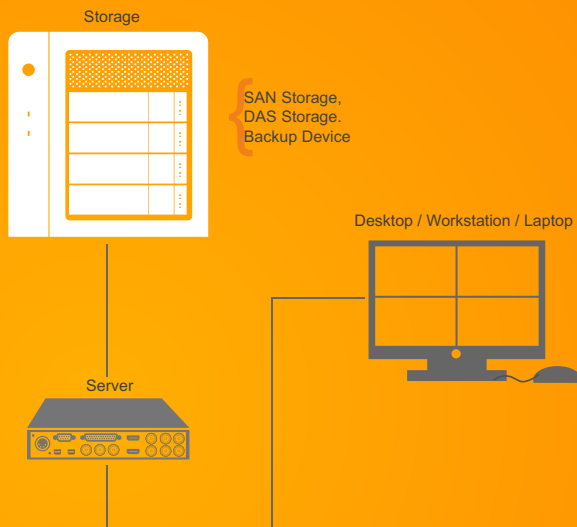 Storage
SAN Storage,
DAS Storage.
Backup Device
Desktop / Workstation / Laptop
Server